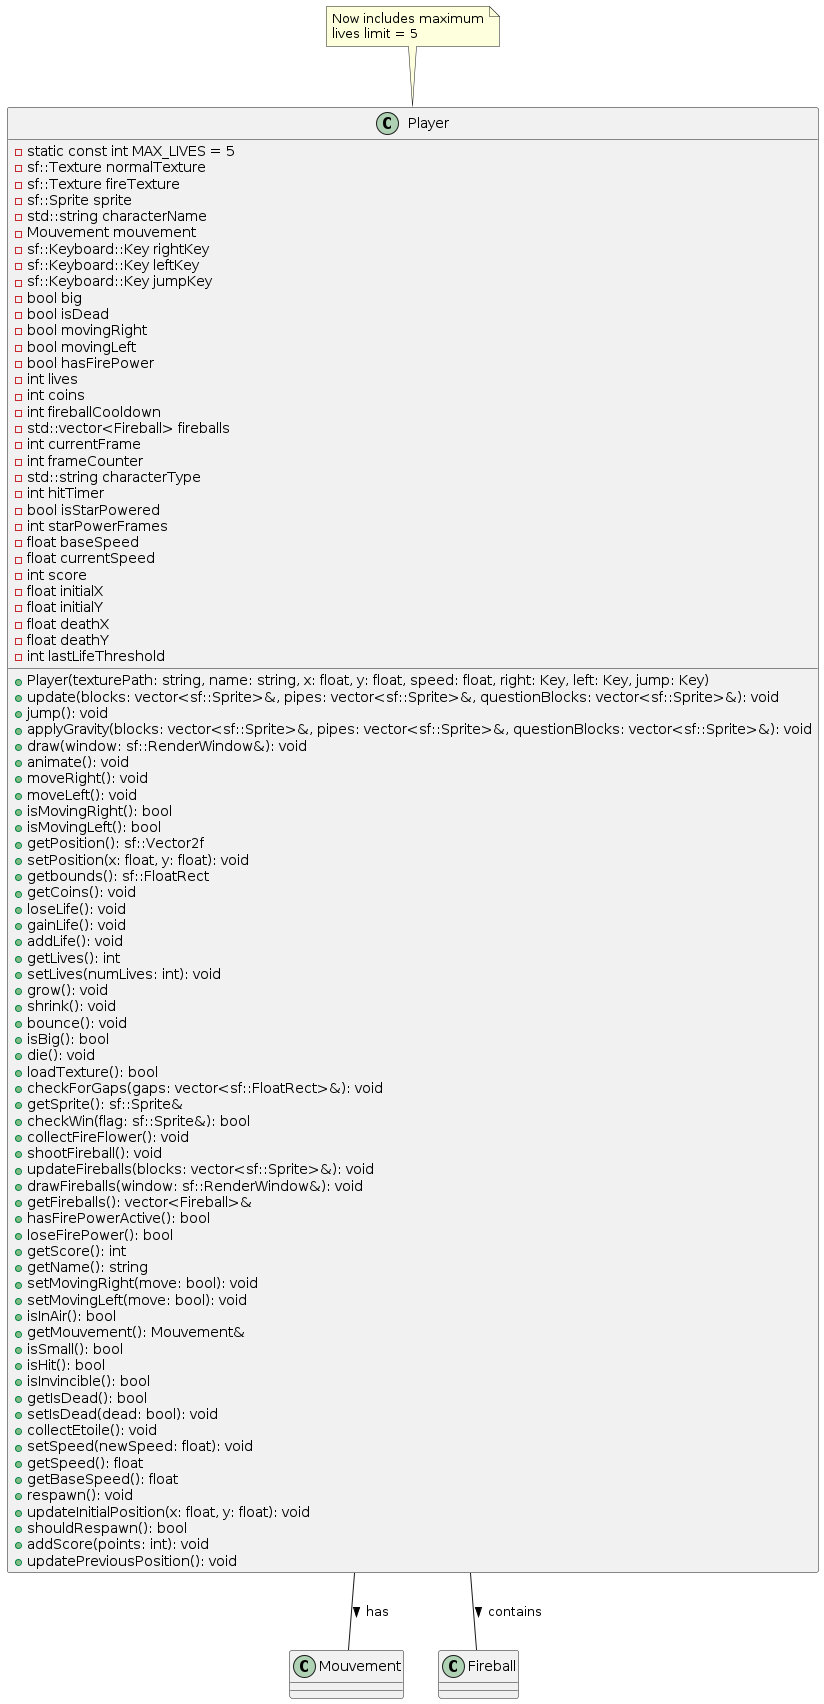 Now includes maximum
lives limit = 5
C Player
static const int MAX_LIVES = 5
sf::Texture normalTexture
sf::Texture fireTexture
sf::Sprite sprite
std::string characterName
Mouvement mouvement
sf::Keyboard::Key rightKey
sf::Keyboard::Key leftKey
sf::Keyboard::Key jumpKey
bool big
bool isDead
bool movingRight
bool movingLeft
bool hasFirePower
int lives
int coins
int fireballCooldown
std::vector<Fireball> fireballs
int currentFrame
int frameCounter
std::string characterType
int hitTimer
bool isStarPowered
int starPowerFrames
float baseSpeed
float currentSpeed
int score
float initialX
float initialY
float deathX
float deathY
int lastLifeThreshold
Player(texturePath: string, name: string, x: float, y: float, speed: float, right: Key, left: Key, jump: Key)
update(blocks: vector<sf::Sprite>&, pipes: vector<sf::Sprite>&, questionBlocks: vector<sf::Sprite>&): void
jump(): void
applyGravity(blocks: vector<sf::Sprite>&, pipes: vector<sf::Sprite>&, questionBlocks: vector<sf::Sprite>&): void
draw(window: sf::RenderWindow&): void
animate(): void
moveRight(): void
moveLeft(): void
isMovingRight(): bool
isMovingLeft(): bool
getPosition(): sf::Vector2f
setPosition(x: float, y: float): void
getbounds(): sf::FloatRect
getCoins(): void
loseLife(): void
gainLife(): void
addLife(): void
getLives(): int
setLives(numLives: int): void
grow(): void
shrink(): void
bounce(): void
isBig(): bool
die(): void
loadTexture(): bool
checkForGaps(gaps: vector<sf::FloatRect>&): void
getSprite(): sf::Sprite&
checkWin(flag: sf::Sprite&): bool
collectFireFlower(): void
shootFireball(): void
updateFireballs(blocks: vector<sf::Sprite>&): void
drawFireballs(window: sf::RenderWindow&): void
getFireballs(): vector<Fireball>&
hasFirePowerActive(): bool
loseFirePower(): bool
getScore(): int
getName(): string
setMovingRight(move: bool): void
setMovingLeft(move: bool): void
isInAir(): bool
getMouvement(): Mouvement&
isSmall(): bool
isHit(): bool
isInvincible(): bool
getIsDead(): bool
setIsDead(dead: bool): void
collectEtoile(): void
setSpeed(newSpeed: float): void
getSpeed(): float
getBaseSpeed(): float
respawn(): void
updateInitialPosition(x: float, y: float): void
shouldRespawn(): bool
addScore(points: int): void
updatePreviousPosition(): void
has
contains
C Mouvement
C Fireball